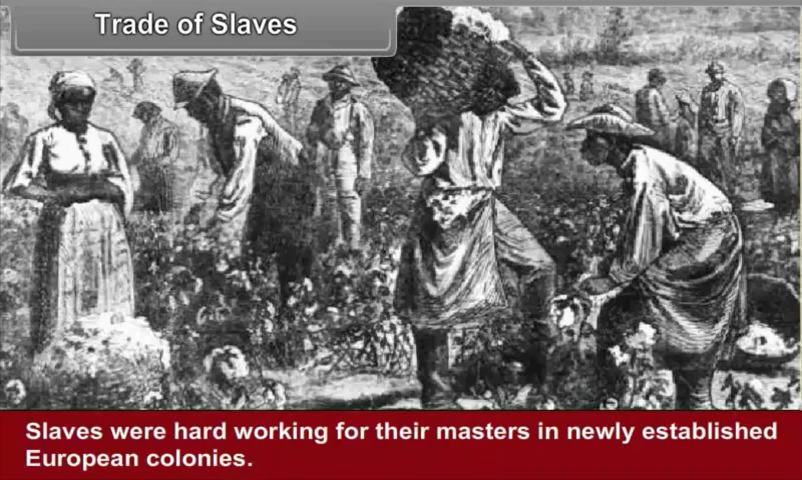 Trade of Slaves
Slaves were hard working for their masters in newly established
European colonies.